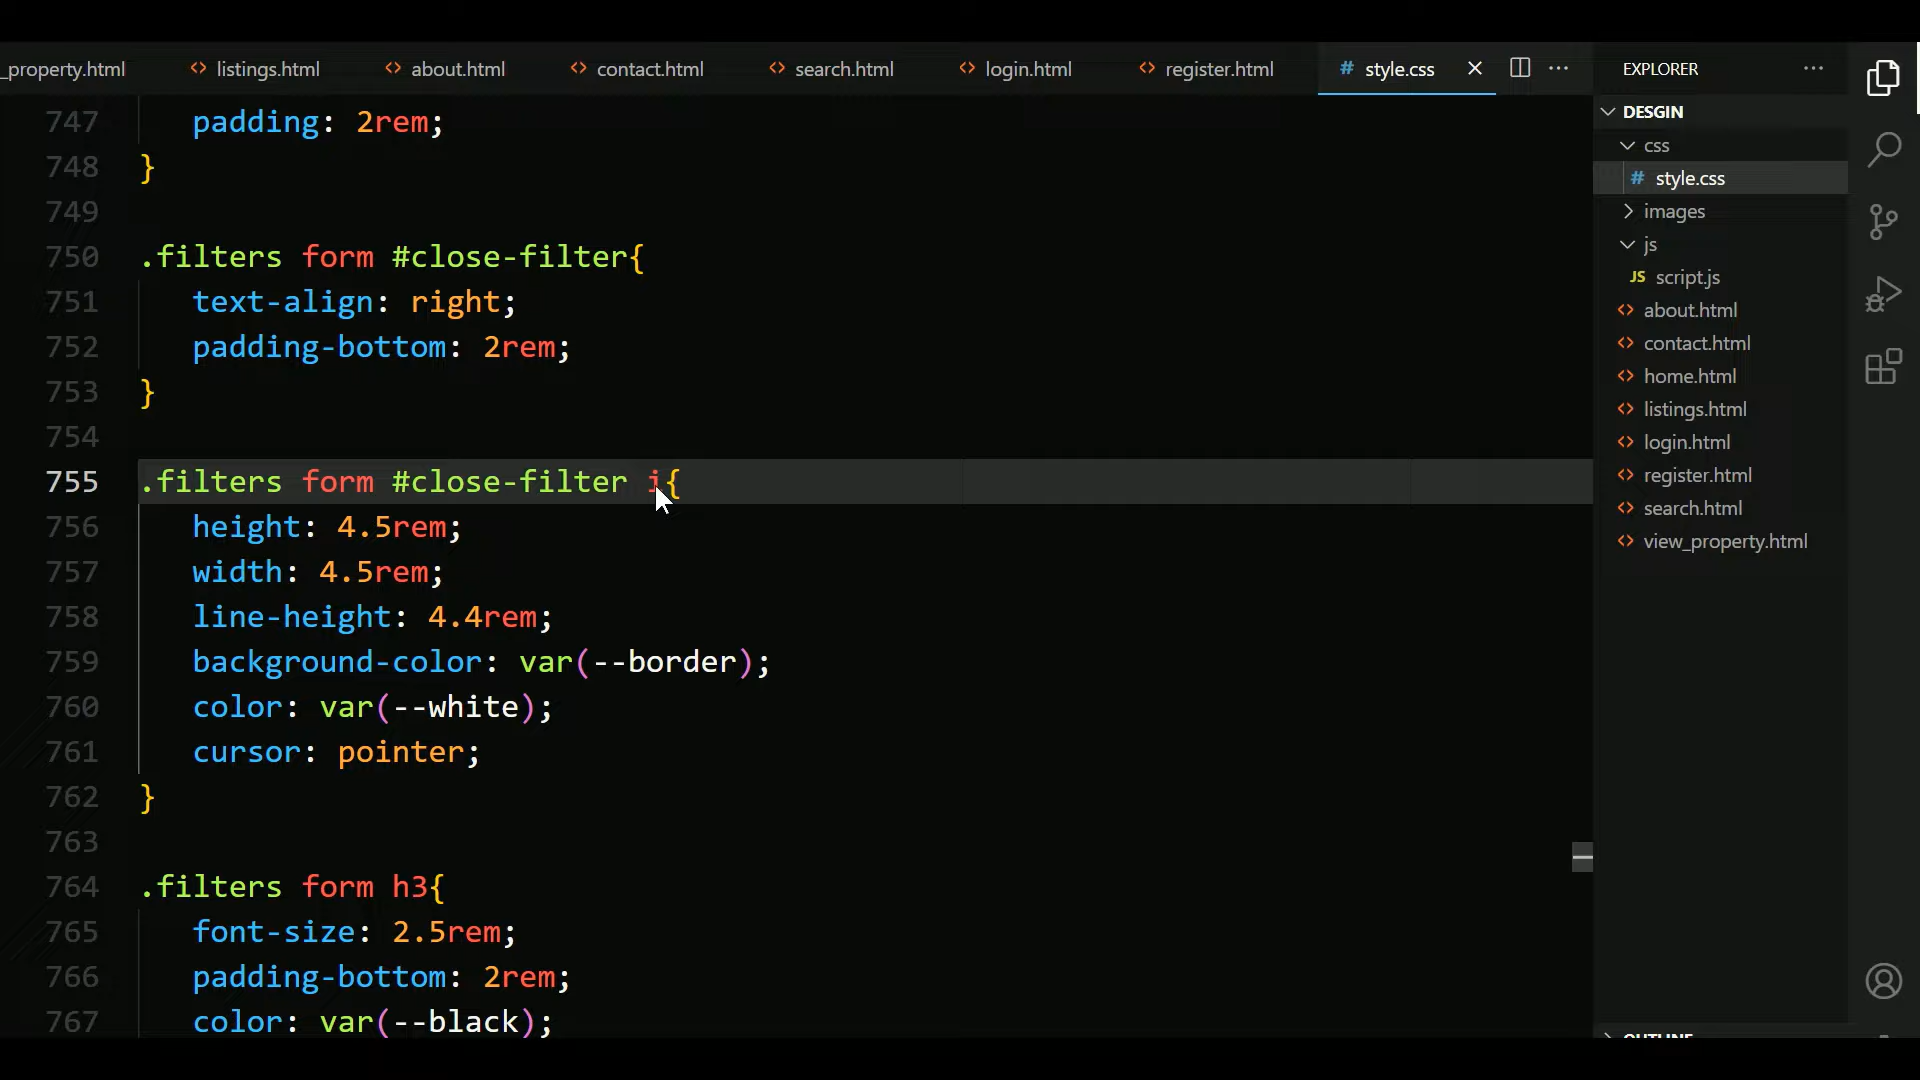 _property.html
listings.html
about.html
contact.html
search.html
login.html
register.html
# style.css
EXPLORER
DESGIN
css
# style.css
images
js
JS script.js
about.html
contact.html
home.html
listings.html
login.html
register.html
search.html
view_property.html
747 padding: 2rem;
748 }
749
750 .filters form #close-filter{
751 text-align: right;
752 padding-bottom: 2rem;
753 }
754
755 .filters form #close-filter i{
756 height: 4.5rem;
757 width: 4.5rem;
758 line-height: 4.4rem;
759 background-color: var(--border);
760 color: var(--white);
761 cursor: pointer;
762 }
763
764 .filters form h3{
765 font-size: 2.5rem;
766 padding-bottom: 2rem;
767 color: var(--black);
OUTLINE